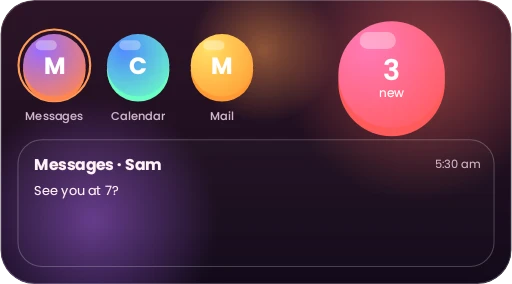 M C M 3
new
Messages Calendar Mail
Messages · Sam 5:30 am
See you at 7?